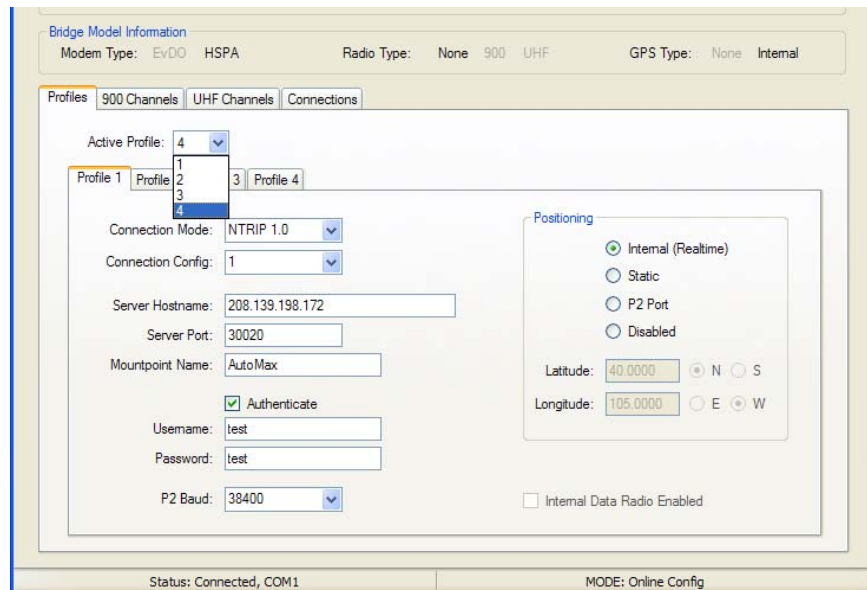 Bridge Model Information
Modem Type: EvDO HSPA Radio Type: None 900 UHF GPS Type: None Internal
Profiles 900 Channels UHF Channels Connections
Active Profile: 4
1
2
3
4
Profile 1 Profile 3 Profile 4
Connection Mode: NTRIP 1.0
Connection Config: 1
Server Hostname: 208.139.198.172
Server Port: 30020
Mountpoint Name: AutoMax
Authenticate
Username: test
Password: test
P2 Baud: 38400
Positioning
Internal (Realtime)
Static
P2 Port
Disabled
Latitude: 40.0000 N S
Longitude: 105.0000 E W
Internal Data Radio Enabled
Status: Connected, COM1 MODE: Online Config